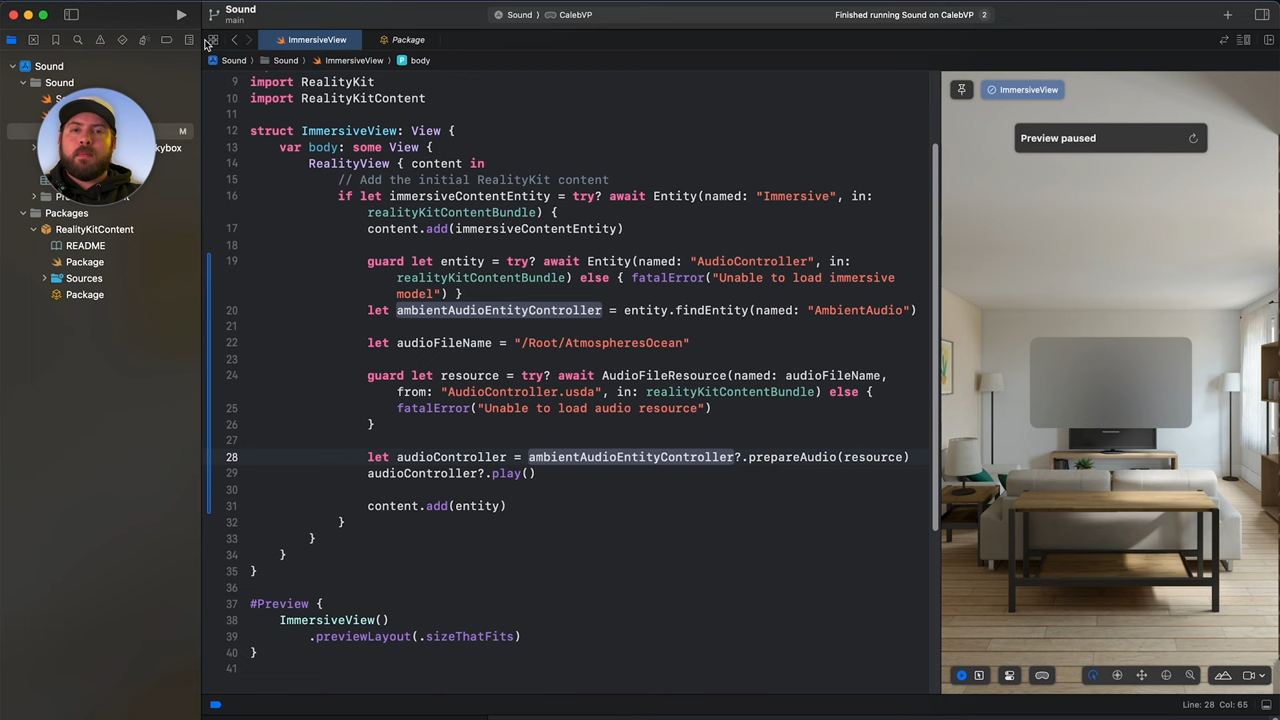 Sound
main
Sound
CalebVP
Finished running Sound on CalebVP
2
ImmersiveView
Package
Sound
Sound
ImmersiveView
body
Sound
Sound
M
kybox
Packages
RealityKitContent
README
Package
Sources
Package
9 import RealityKit
10 import RealityKitContent
11
12 struct ImmersiveView: View {
13 var body: some View {
14 RealityView { content in
15 // Add the initial RealityKit content
16 if let immersiveContentEntity = try? await Entity(named: "Immersive", in:
realityKitContentBundle) {
17 content.add(immersiveContentEntity)
18
19 guard let entity = try? await Entity(named: "AudioController", in:
realityKitContentBundle) else { fatalError("Unable to load immersive
model") }
20 let ambientAudioEntityController = entity.findEntity(named: "AmbientAudio")
21
22 let audioFileName = "/Root/AtmospheresOcean"
23
24 guard let resource = try? await AudioFileResource(named: audioFileName,
from: "AudioController.usda", in: realityKitContentBundle) else {
25 fatalError("Unable to load audio resource")
26 }
27
28 let audioController = ambientAudioEntityController?.prepareAudio(resource)
29 audioController?.play()
30
31 content.add(entity)
32 }
33 }
34 }
35 }
36
37 #Preview {
38 ImmersiveView()
39 .previewLayout(.sizeThatFits)
40 }
41
ImmersiveView
Preview paused
Line: 28 Col: 65